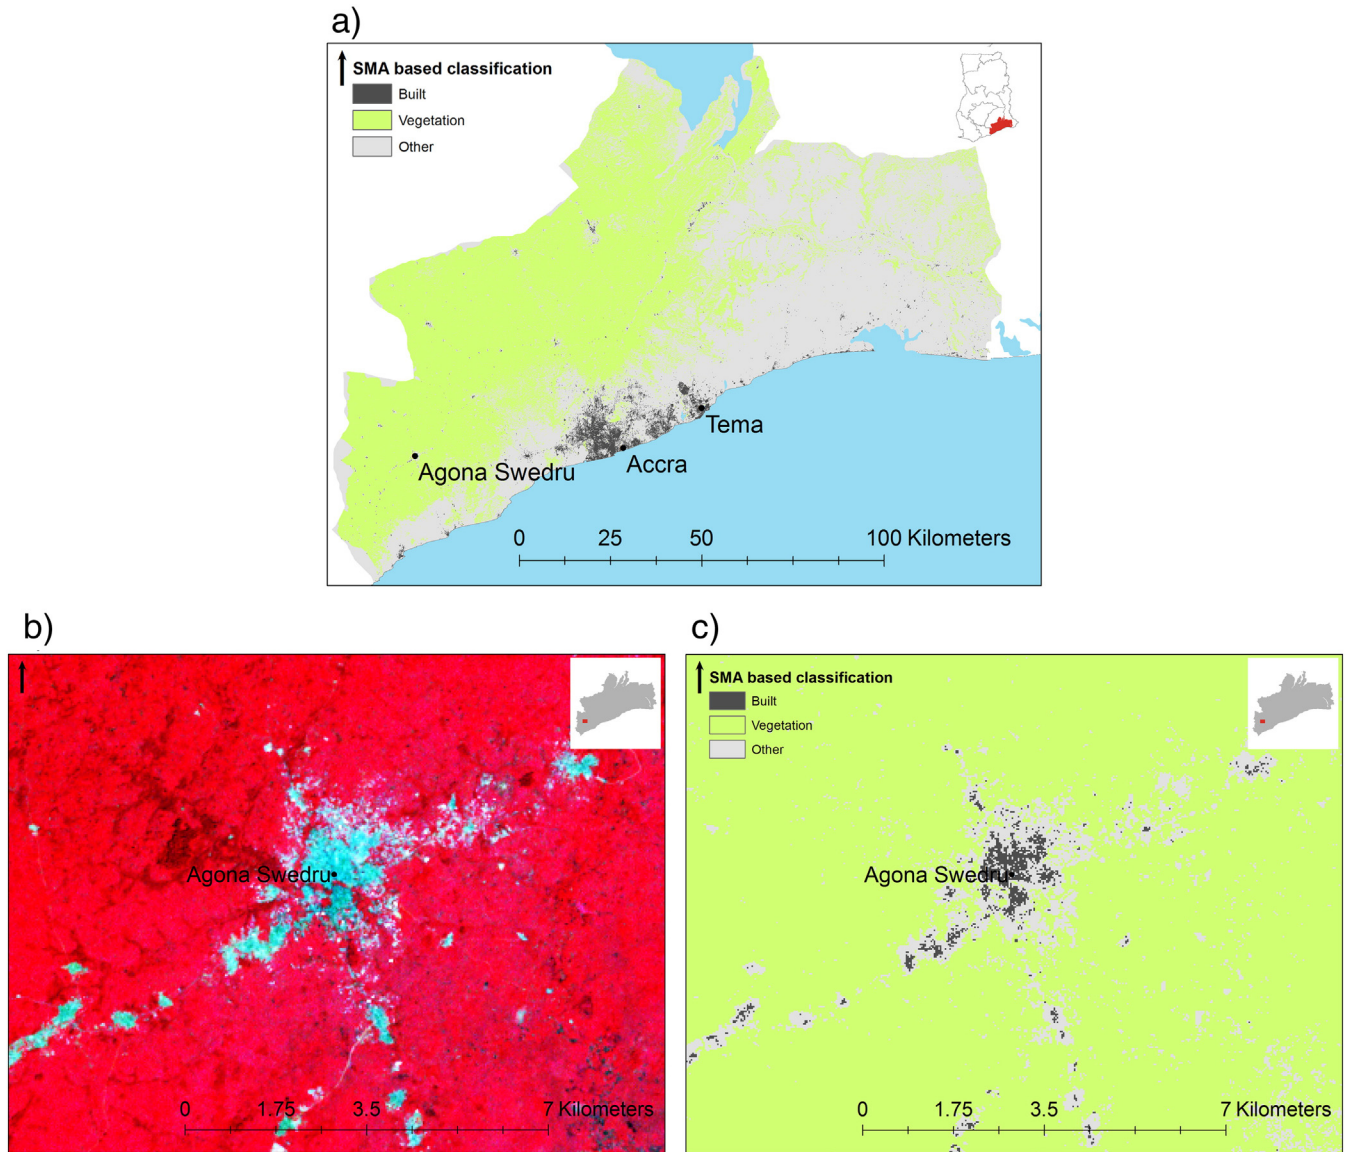 a)
SMA based classification
Built
Vegetation
Other
Tema
Accra
Agona Swedru
0 25 50 100 Kilometers
b)
Agona Swedru
0 1.75 3.5 7 Kilometers
c)
SMA based classification
Built
Vegetation
Other
Agona Swedru
0 1.75 3.5 7 Kilometers